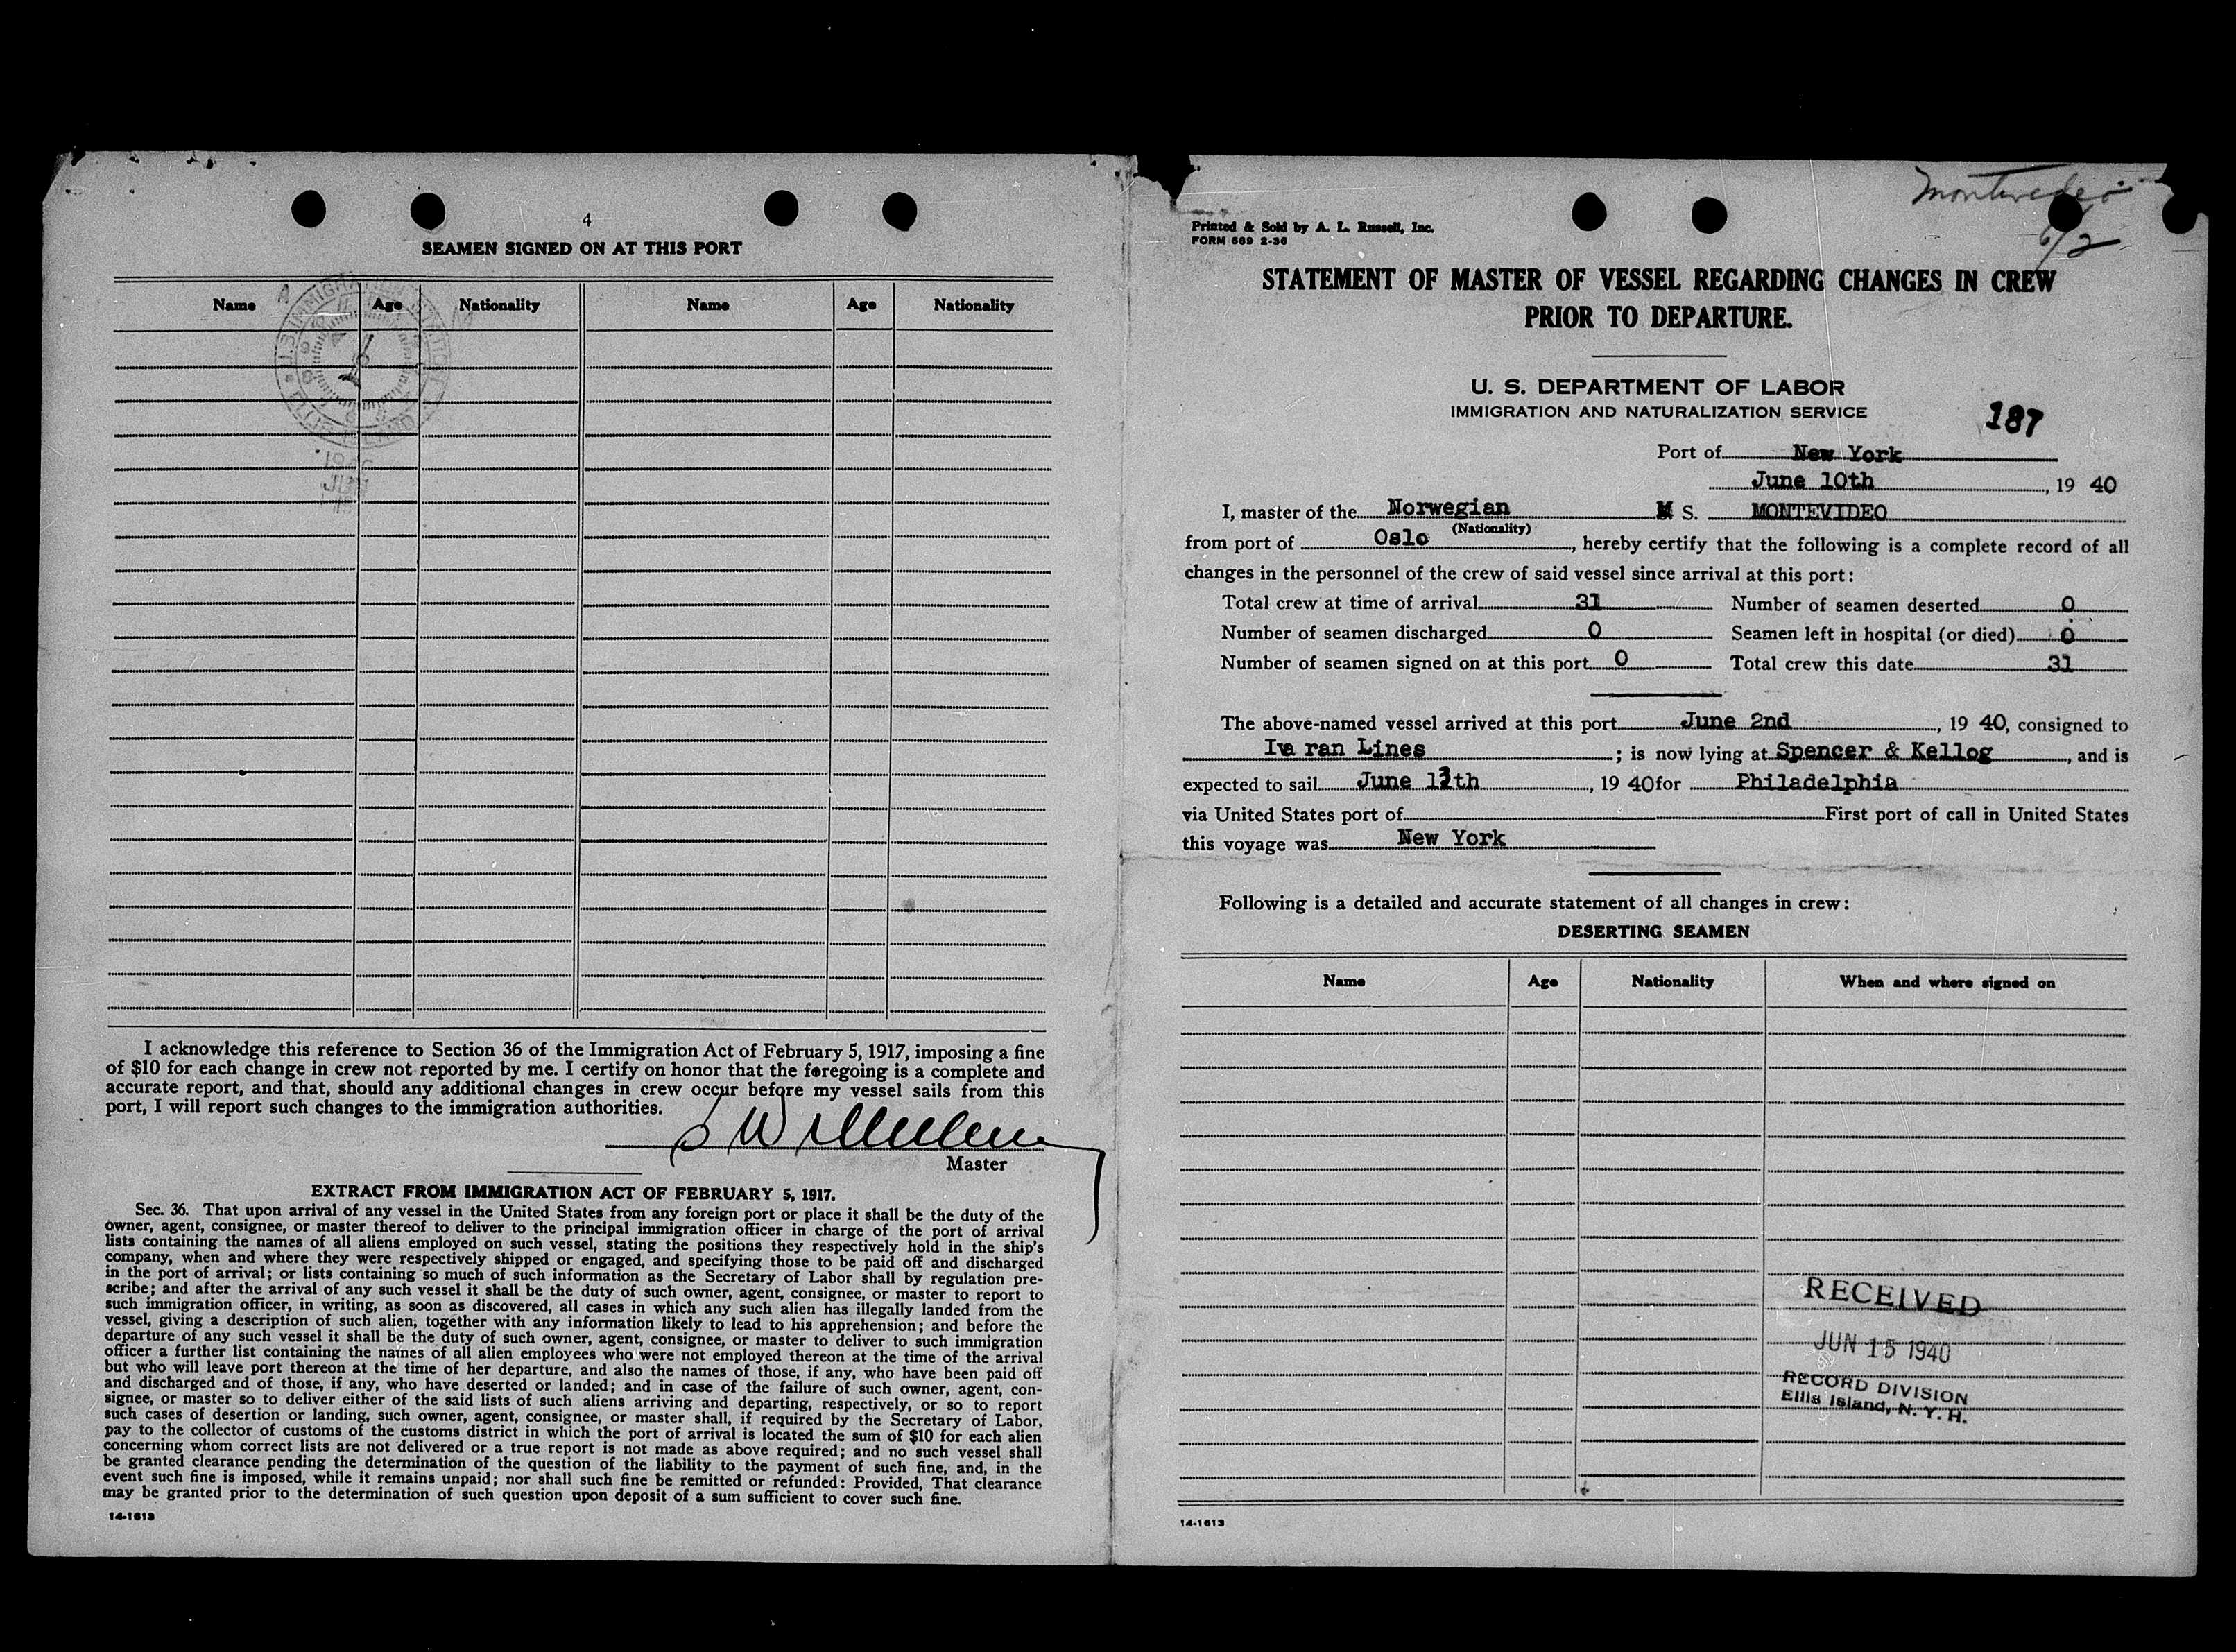 4
SEAMEN SIGNED ON AT THIS PORT
Name Age Nationality Name Age Nationality
I acknowledge this reference to Section 36 of the Immigration Act of February 5, 1917, imposing a fine
of $10 for each change in crew not reported by me. I certify on honor that the foregoing is a complete and
accurate report, and that, should any additional changes in crew occur before my vessel sails from this
port, I will report such changes to the immigration authorities.
Master
EXTRACT FROM IMMIGRATION ACT OF FEBRUARY 5, 1917.
Sec. 36. That upon arrival of any vessel in the United States from any foreign port or place it shall be the duty of the
owner, agent, consignee, or master thereof to deliver to the principal immigration officer in charge of the port of arrival
lists containing the names of all aliens employed on such vessel, stating the positions they respectively hold in the ship's
company, when and where they were respectively shipped or engaged, and specifying those to be paid off and discharged
in the port of arrival; or lists containing so much of such information as the Secretary of Labor shall by regulation pre-
scribe; and after the arrival of any such vessel it shall be the duty of such owner, agent, consignee, or master to report to
such immigration officer, in writing, as soon as discovered, all cases in which any such alien has illegally landed from the
vessel, giving a description of such alien, together with any information likely to lead to his apprehension; and before the
departure of any such vessel it shall be the duty of such owner, agent, consignee, or master to deliver to such immigration
officer a further list containing the names of all alien employees who were not employed thereon at the time of the arrival
but who will leave port thereon at the time of her departure, and also the names of those, if any, who have been paid off
and discharged and of those, if any, who have deserted or landed; and in case of the failure of such owner, agent, con-
signee, or master so to deliver either of the said lists of such aliens arriving and departing, respectively, or so to report
such cases of desertion or landing, such owner, agent, consignee, or master shall, if required by the Secretary of Labor,
pay to the collector of customs of the customs district in which the port of arrival is located the sum of $10 for each alien
concerning whom correct lists are not delivered or a true report is not made as above required; and no such vessel shall
be granted clearance pending the determination of the question of the liability to the payment of such fine, and, in the
event such fine is imposed, while it remains unpaid; nor shall such fine be remitted or refunded: Provided, That clearance
may be granted prior to the determination of such question upon deposit of a sum sufficient to cover such fine.
14-1613
Montevideo
6/2
Printed & Sold by A. L. Russell, Inc.
FORM 689 2-36
STATEMENT OF MASTER OF VESSEL REGARDING CHANGES IN CREW
PRIOR TO DEPARTURE.
U. S. DEPARTMENT OF LABOR
IMMIGRATION AND NATURALIZATION SERVICE
187
Port of New York
June 10th, 19 40
I, master of the Norwegian M S. MONTEVIDEO
(Nationality)
from port of Oslo, hereby certify that the following is a complete record of all
changes in the personnel of the crew of said vessel since arrival at this port:
Total crew at time of arrival 31 Number of seamen deserted 0
Number of seamen discharged 0 Seamen left in hospital (or died) 0
Number of seamen signed on at this port 0 Total crew this date 31
The above-named vessel arrived at this port June 2nd, 19 40, consigned to
Iva ran Lines; is now lying at Spencer & Kellog, and is
expected to sail June 13th, 19 40 for Philadelphia
via United States port of First port of call in United States
this voyage was New York
Following is a detailed and accurate statement of all changes in crew:
DESERTING SEAMEN
Name Age Nationality When and where signed on
RECEIVED
JUN 15 1940
RECORD DIVISION
Ellis Island, N. Y. H.
14-1613